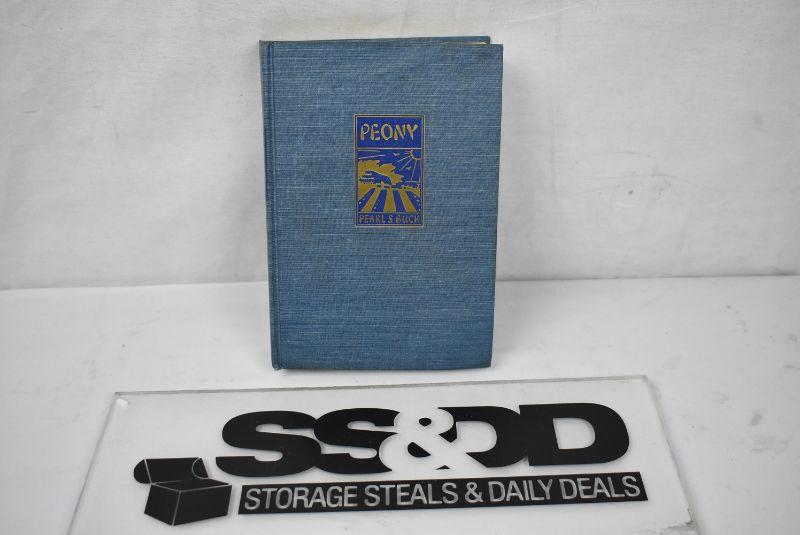 PEONY
PEARL S. BUCK
SS&DD
STORAGE STEALS & DAILY DEALS